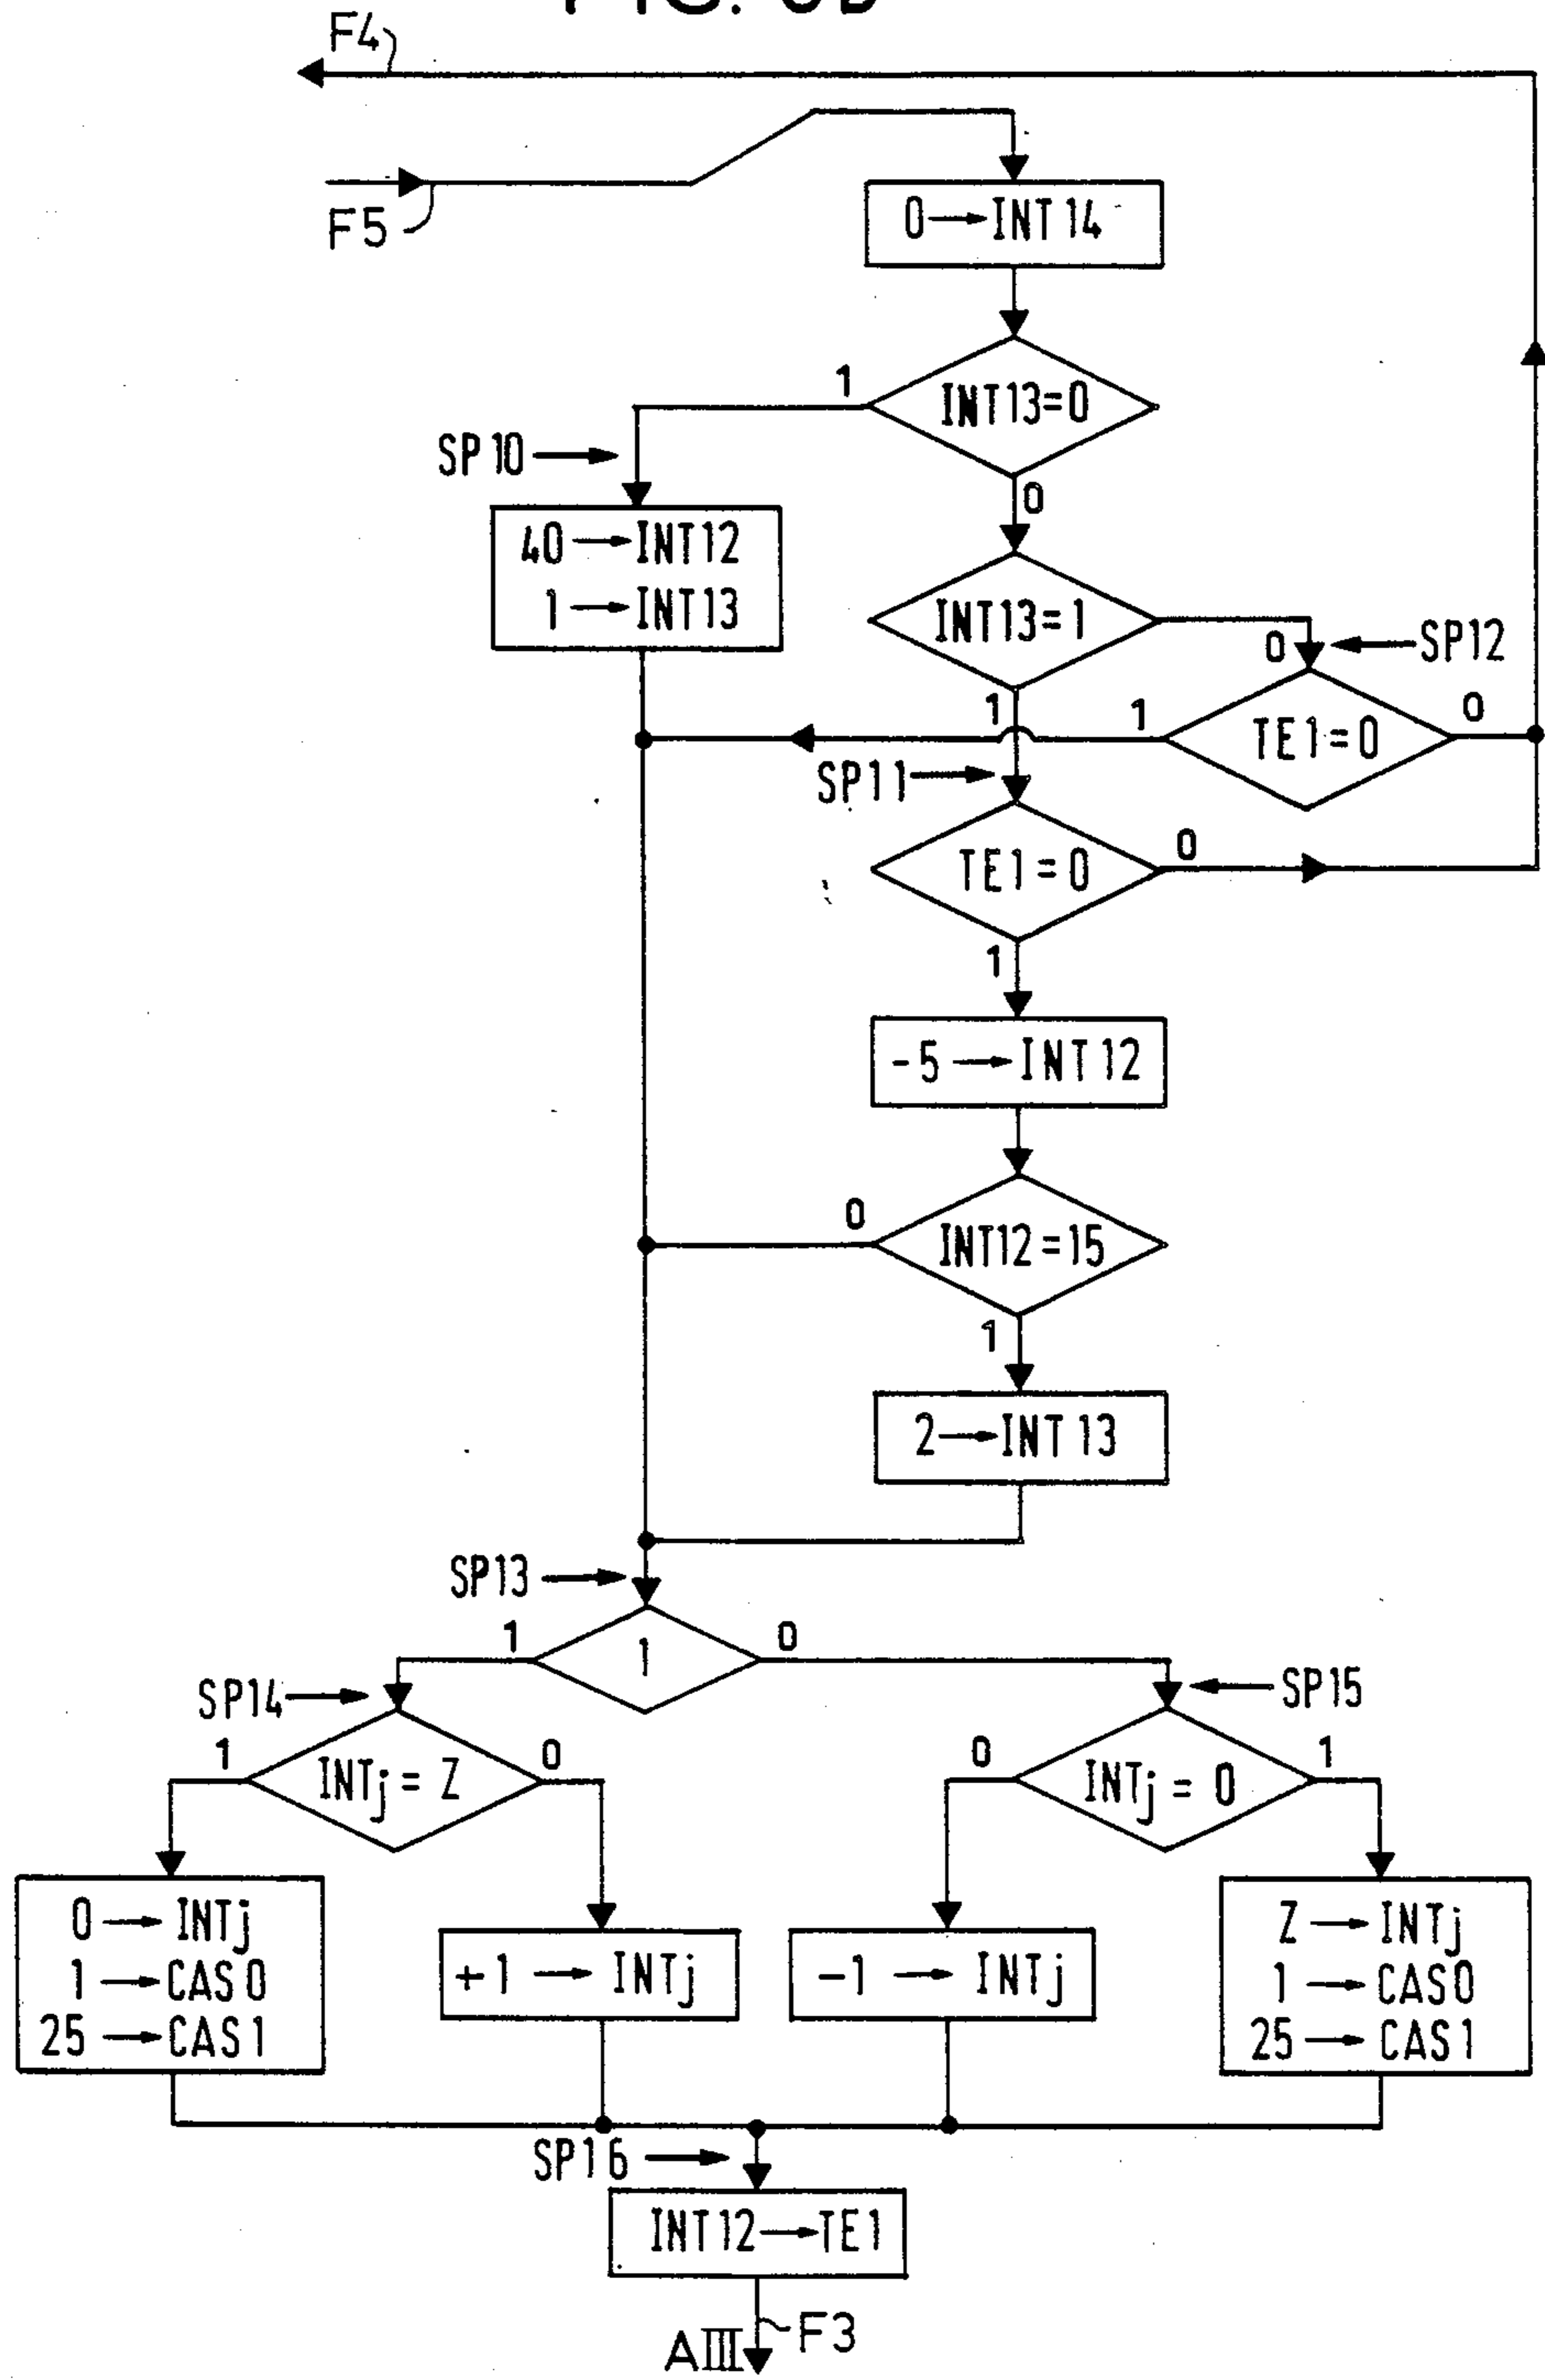 F4
F5
0→INT14
1
INT13=0
SP10
0
40→INT12
1→INT13
INT13=1
0
SP12
1
1
TE1=0
0
SP11
TE1=0
0
1
-5→INT12
0
INT12=15
1
2→INT13
SP13
1
1
0
SP14
SP15
1
INTj=Z
0
0
INTj=0
1
0→INTj
1→CAS0
25→CAS1
+1→INTj
-1→INTj
Z→INTj
1→CAS0
25→CAS1
SP16
INT12→TE1
F3
AIII